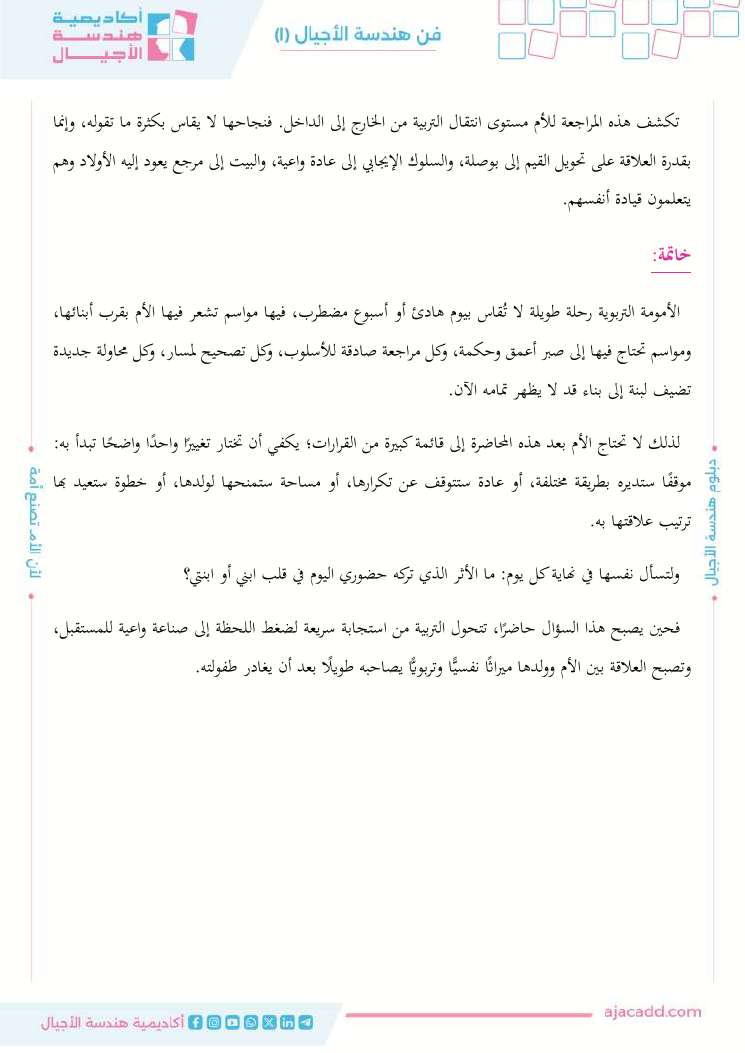 أكاديمية
هندسة
الأجيال
فن هندسة الأجيال (١)
تكشف هذه المراجعة للأم مستوى انتقال التربية من الخارج إلى الداخل. فنجاحها لا يقاس بكثرة ما تقوله، وإنما
بقدرة العلاقة على تحويل القيم إلى بوصلة، والسلوك الإيجابي إلى عادة واعية، والبيت إلى مرجع يعود إليه الأولاد وهم
يتعلمون قيادة أنفسهم.
خاتمة:
الأمومة التربوية رحلة طويلة لا تُقاس بيوم هادئ أو أسبوع مضطرب، فيها مواسم تشعر فيها الأم بقرب أبنائها،
ومواسم تحتاج فيها إلى صبر أعمق وحكمة، وكل مراجعة صادقة للأسلوب، وكل تصحيح لمسار، وكل محاولة جديدة
تضيف لبنة إلى بناء قد لا يظهر تمامه الآن.
لذلك لا تحتاج الأم بعد هذه المحاضرة إلى قائمة كبيرة من القرارات؛ يكفي أن تختار تغييرًا واحدًا واضحًا تبدأ به:
موقفًا ستديره بطريقة مختلفة، أو عادة ستتوقف عن تكرارها، أو مساحة ستمنحها لولدها، أو خطوة ستعيد بها
ترتيب علاقتها به.
ولتسأل نفسها في نهاية كل يوم: ما الأثر الذي تركه حضوري اليوم في قلب ابني أو ابنتي؟
فحين يصبح هذا السؤال حاضرًا، تتحول التربية من استجابة سريعة لضغط اللحظة إلى صناعة واعية للمستقبل،
وتصبح العلاقة بين الأم وولدها ميراثًا نفسيًّا وتربويًّا يصاحبه طويلًا بعد أن يغادر طفولته.
دبلوم هندسة الأجيال
لأن الأم تصنع أمة
أكاديمية هندسة الأجيال
ajacadd.com